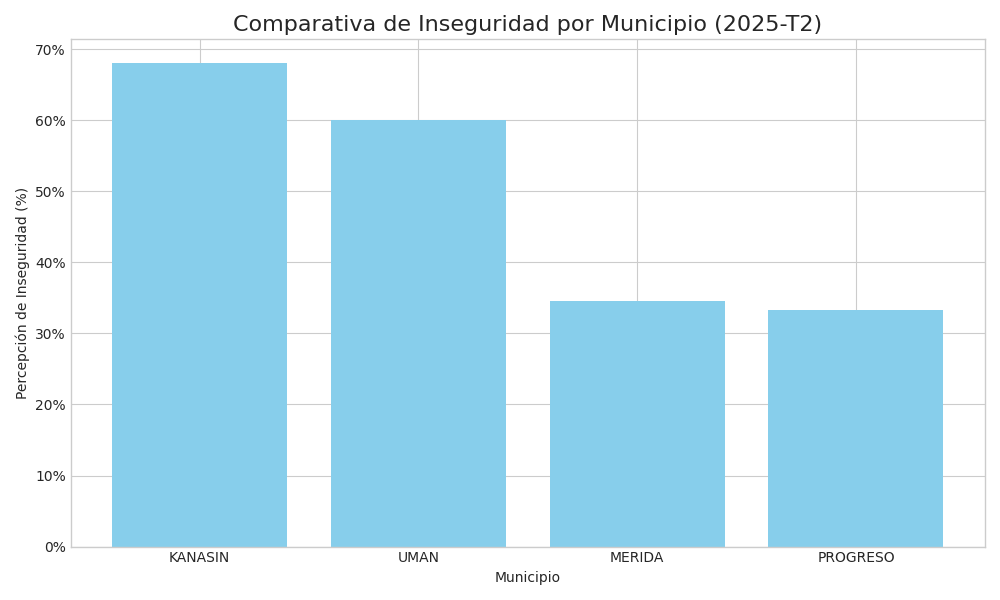 Comparativa de Inseguridad por Municipio (2025-T2)
70%
60%
50%
40%
30%
20%
10%
0%
Percepción de Inseguridad (%)
KANASIN
UMAN
MERIDA
PROGRESO
Municipio